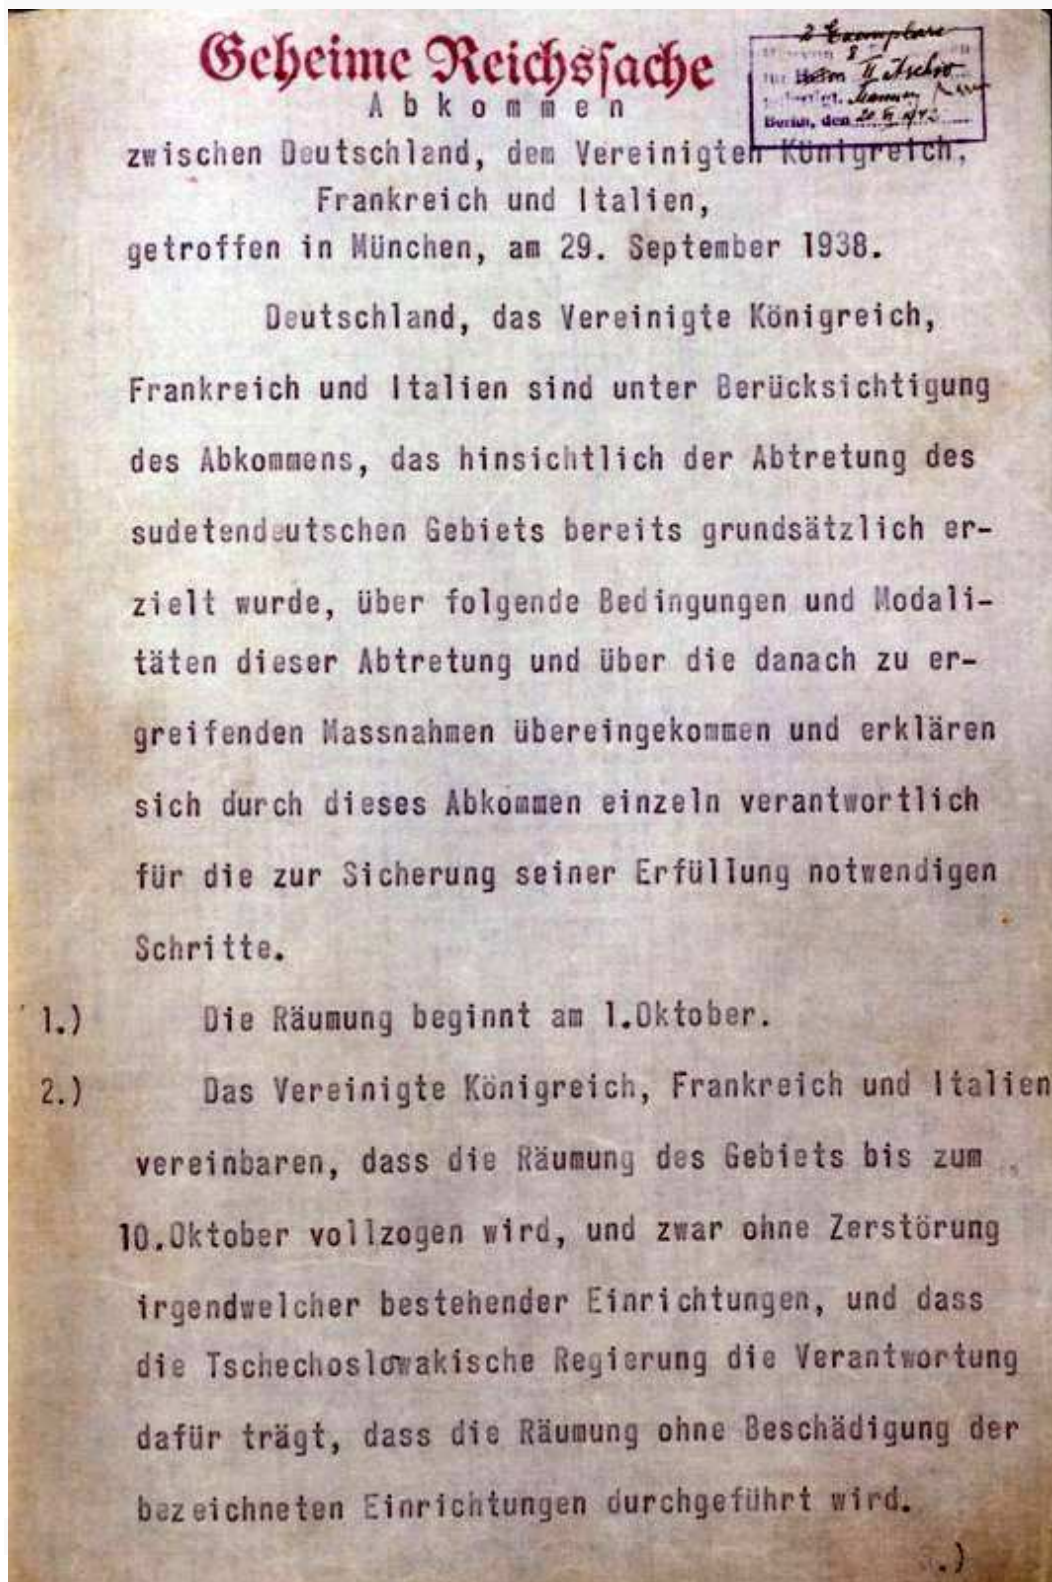 Geheime Reichssache
2 Exemplare
II Tscho
Berlin, den 20. 1942
Abkommen
zwischen Deutschland, dem Vereinigten Königreich,
Frankreich und Italien,
getroffen in München, am 29. September 1938.
Deutschland, das Vereinigte Königreich,
Frankreich und Italien sind unter Berücksichtigung
des Abkommens, das hinsichtlich der Abtretung des
sudetendeutschen Gebiets bereits grundsätzlich er-
zielt wurde, über folgende Bedingungen und Modali-
täten dieser Abtretung und über die danach zu er-
greifenden Massnahmen übereingekommen und erklären
sich durch dieses Abkommen einzeln verantwortlich
für die zur Sicherung seiner Erfüllung notwendigen
Schritte.
1.) Die Räumung beginnt am 1.Oktober.
2.) Das Vereinigte Königreich, Frankreich und Italien
vereinbaren, dass die Räumung des Gebiets bis zum
10.Oktober vollzogen wird, und zwar ohne Zerstörung
irgendwelcher bestehender Einrichtungen, und dass
die Tschechoslowakische Regierung die Verantwortung
dafür trägt, dass die Räumung ohne Beschädigung der
bezeichneten Einrichtungen durchgeführt wird.